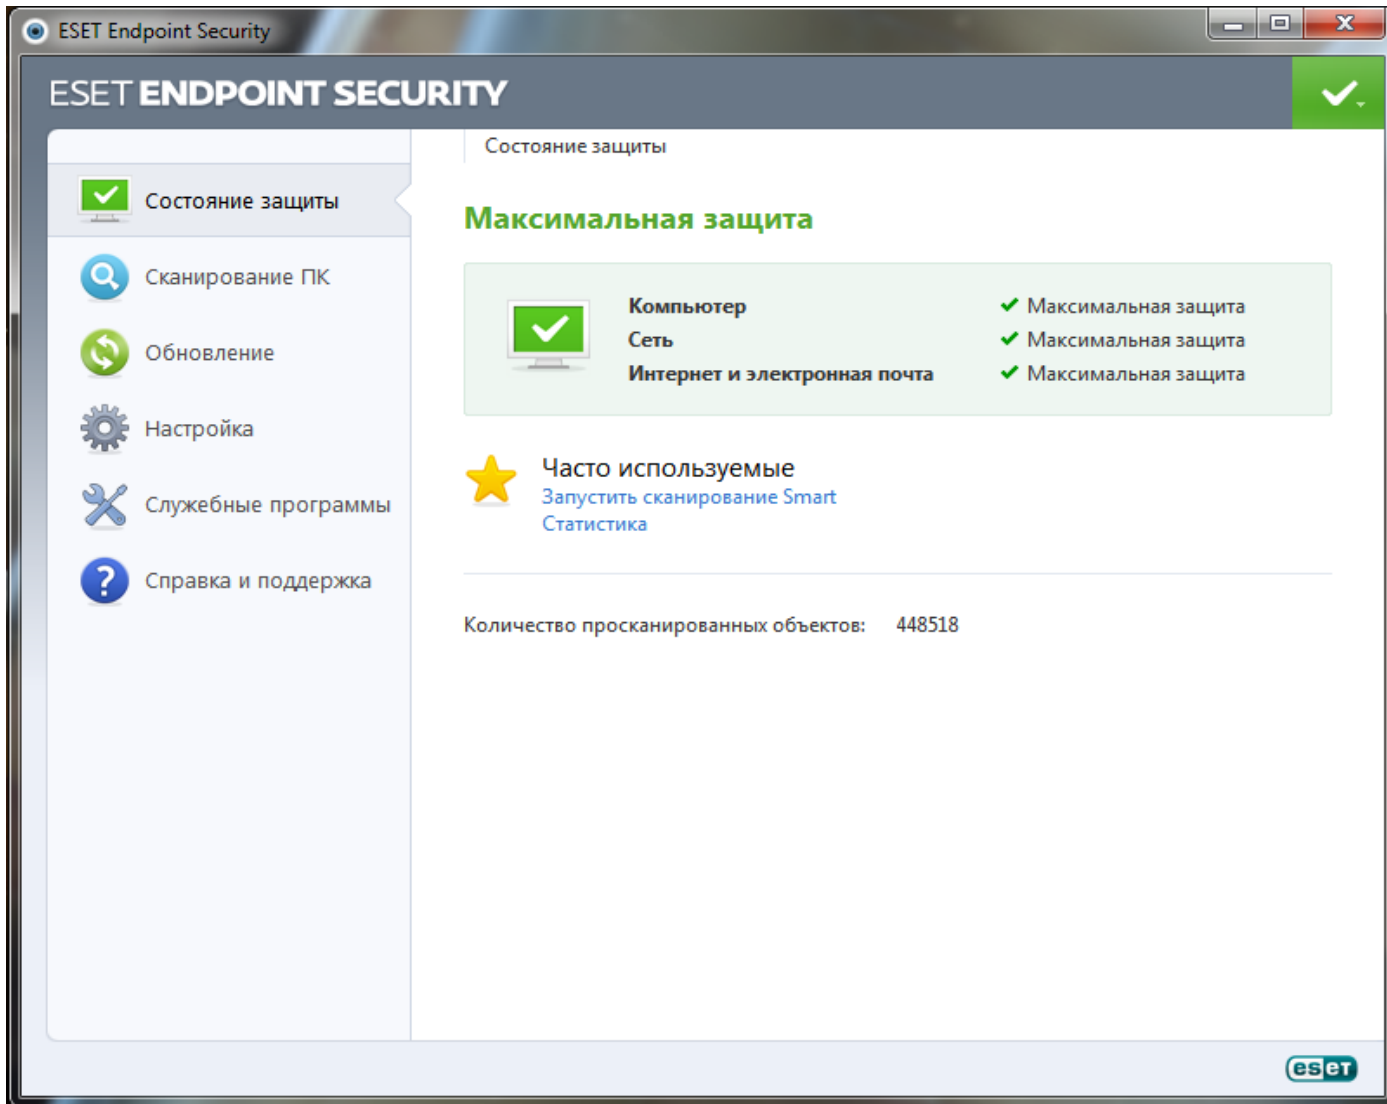 ESET Endpoint Security
ESET ENDPOINT SECURITY
Состояние защиты
Сканирование ПК
Обновление
Настройка
Служебные программы
Справка и поддержка
Состояние защиты
Максимальная защита
Компьютер Максимальная защита
Сеть Максимальная защита
Интернет и электронная почта Максимальная защита
Часто используемые
Запустить сканирование Smart
Статистика
Количество просканированных объектов: 448518
eseT